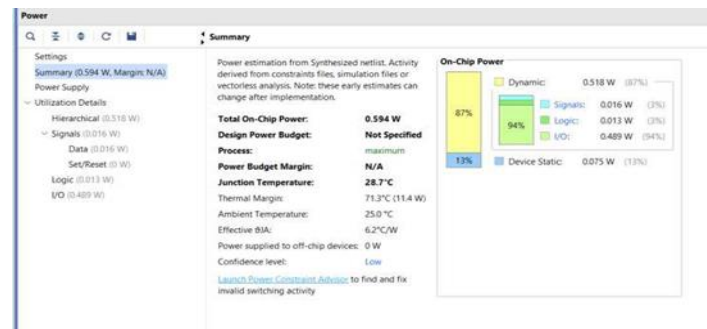 Power
Summary
Settings
Summary (0.594 W, Margin: N/A)
Power Supply
Utilization Details
Hierarchical (0.518 W)
Signals (0.016 W)
Data (0.016 W)
Set/Reset (0 W)
Logic (0.013 W)
I/O (0.489 W)
Power estimation from Synthesized netlist. Activity
derived from constraints files, simulation files or
vectorless analysis. Note: these early estimates can
change after implementation.
Total On-Chip Power: 0.594 W
Design Power Budget: Not Specified
Process: maximum
Power Budget Margin: N/A
Junction Temperature: 28.7°C
Thermal Margin: 71.3°C (11.4 W)
Ambient Temperature: 25.0 °C
Effective ϑJA: 6.2°C/W
Power supplied to off-chip devices: 0 W
Confidence level: Low
Launch Power Constraint Advisor to find and fix
invalid switching activity
On-Chip Power
87%
13%
Dynamic: 0.518 W (87%)
94%
Signals: 0.016 W (3%)
Logic: 0.013 W (3%)
I/O: 0.489 W (94%)
Device Static: 0.075 W (13%)